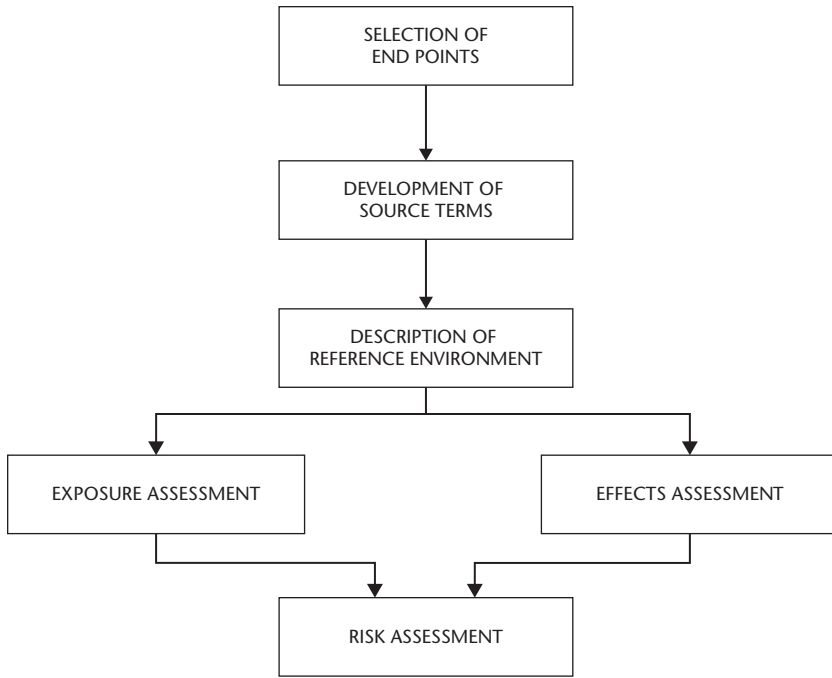 SELECTION OF
END POINTS
DEVELOPMENT OF
SOURCE TERMS
DESCRIPTION OF
REFERENCE ENVIRONMENT
EXPOSURE ASSESSMENT
EFFECTS ASSESSMENT
RISK ASSESSMENT